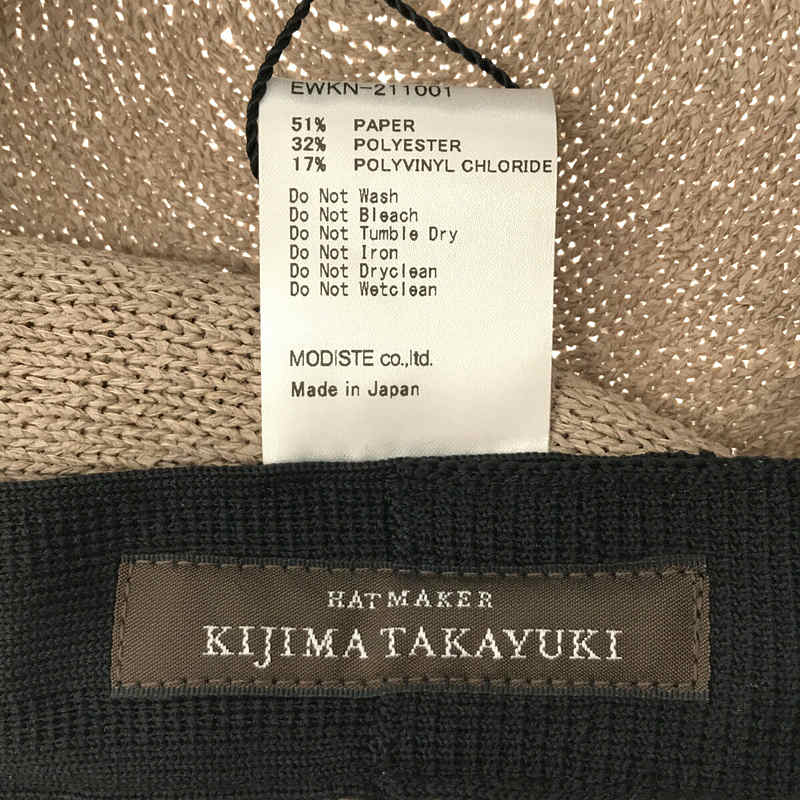 EWKN-211001
51% PAPER
32% POLYESTER
17% POLYVINYL CHLORIDE
Do Not Wash
Do Not Bleach
Do Not Tumble Dry
Do Not Iron
Do Not Dryclean
Do Not Wetclean
MODISTE co.,ltd.
Made in Japan
HATMAKER
KIJIMA TAKAYUKI